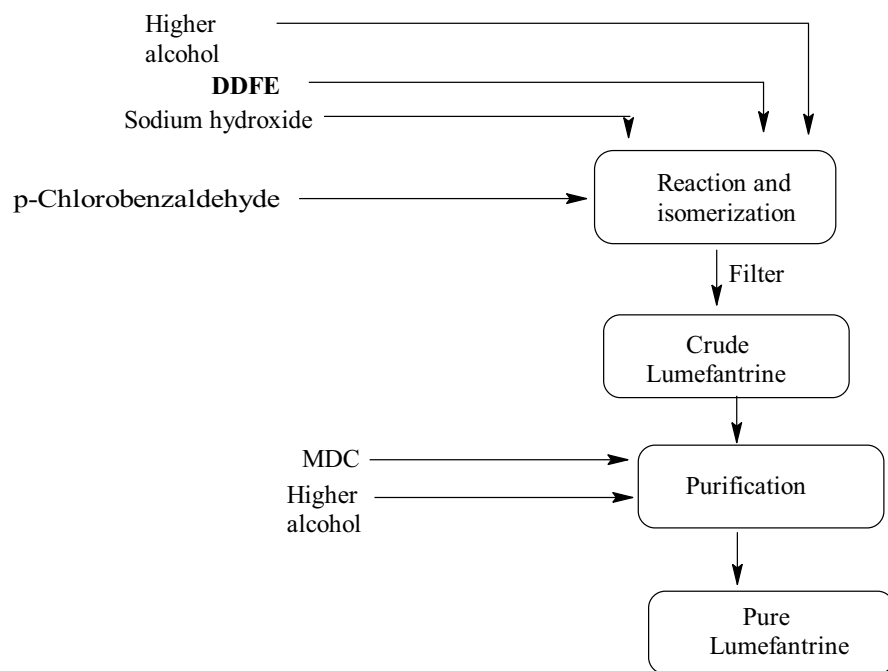 Higher
alcohol
DDFE
Sodium hydroxide
p-Chlorobenzaldehyde
Reaction and
isomerization
Filter
Crude
Lumefantrine
MDC
Higher
alcohol
Purification
Pure
Lumefantrine